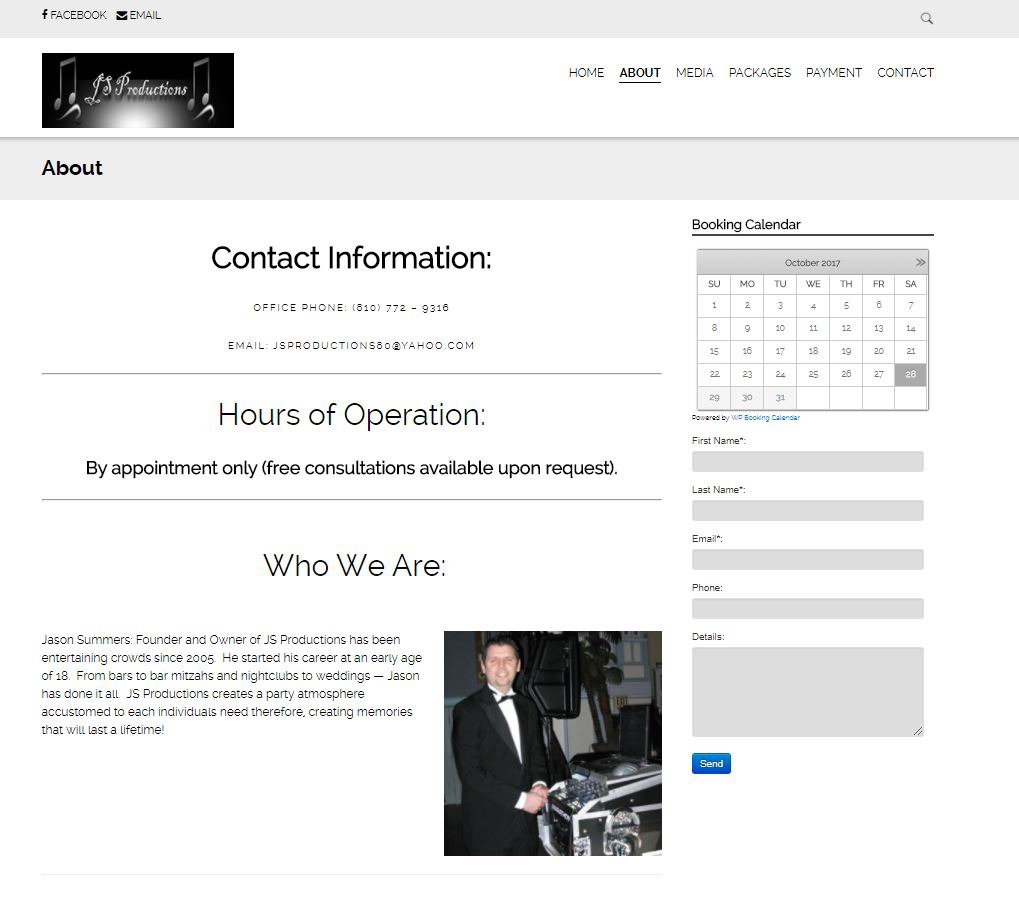 FACEBOOK EMAIL
JS Productions
HOME ABOUT MEDIA PACKAGES PAYMENT CONTACT
About
Contact Information:
OFFICE PHONE: (810) 772 – 9316
EMAIL: JSPRODUCTIONS60@YAHOO.COM
Hours of Operation:
By appointment only (free consultations available upon request).
Who We Are:
Jason Summers: Founder and Owner of JS Productions has been
entertaining crowds since 2005. He started his career at an early age
of 18. From bars to bar mitzahs and nightclubs to weddings — Jason
has done it all. JS Productions creates a party atmosphere
accustomed to each individuals need therefore, creating memories
that will last a lifetime!
Booking Calendar
October 2017 »
SU MO TU WE TH FR SA
1 2 3 4 5 6 7
8 9 10 11 12 13 14
15 16 17 18 19 20 21
22 23 24 25 26 27 28
29 30 31
Powered by WP Booking Calendar
First Name*:
Last Name*:
Email*:
Phone:
Details:
Send